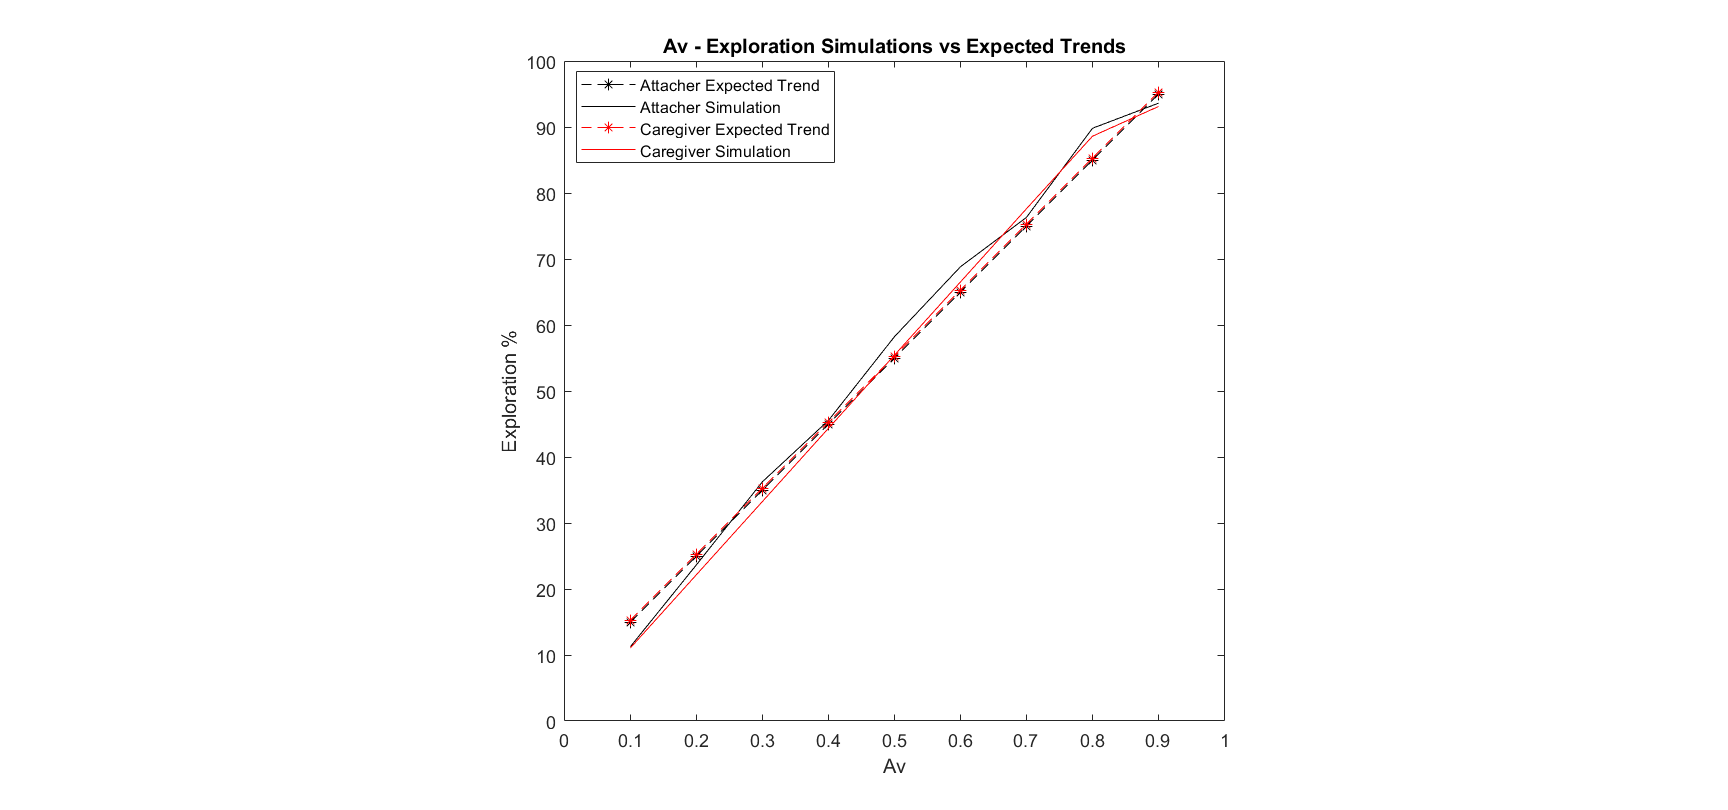 Av - Exploration Simulations vs Expected Trends
Attacher Expected Trend
Attacher Simulation
Caregiver Expected Trend
Caregiver Simulation
Exploration %
100
90
80
70
60
50
40
30
20
10
0
0 0.1 0.2 0.3 0.4 0.5 0.6 0.7 0.8 0.9 1
Av